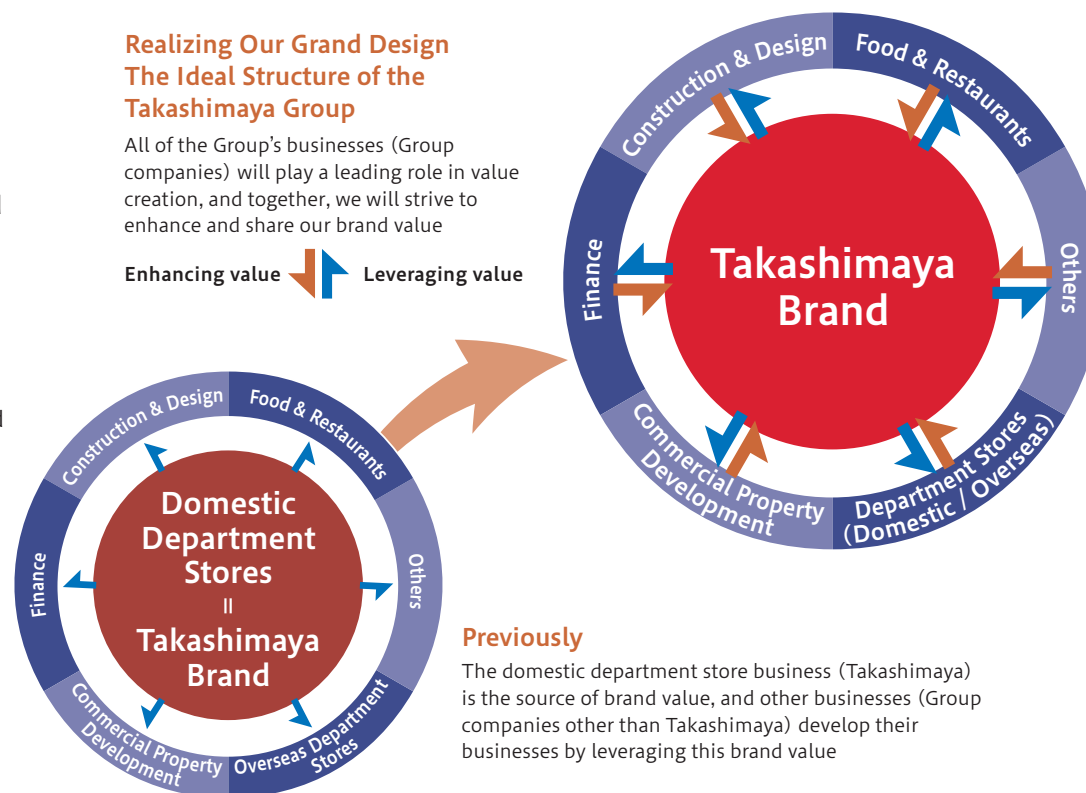 Realizing Our Grand Design
The Ideal Structure of the
Takashimaya Group
All of the Group’s businesses (Group
companies) will play a leading role in value
creation, and together, we will strive to
enhance and share our brand value
Enhancing value
Leveraging value
Construction & Design
Food & Restaurants
Finance
Others
Commercial Property
Development
Department Stores
(Domestic / Overseas)
Takashimaya
Brand
Construction & Design
Food & Restaurants
Finance
Others
Commercial Property
Development
Overseas Department
Stores
Domestic
Department
Stores
=
Takashimaya
Brand
Previously
The domestic department store business (Takashimaya)
is the source of brand value, and other businesses (Group
companies other than Takashimaya) develop their
businesses by leveraging this brand value